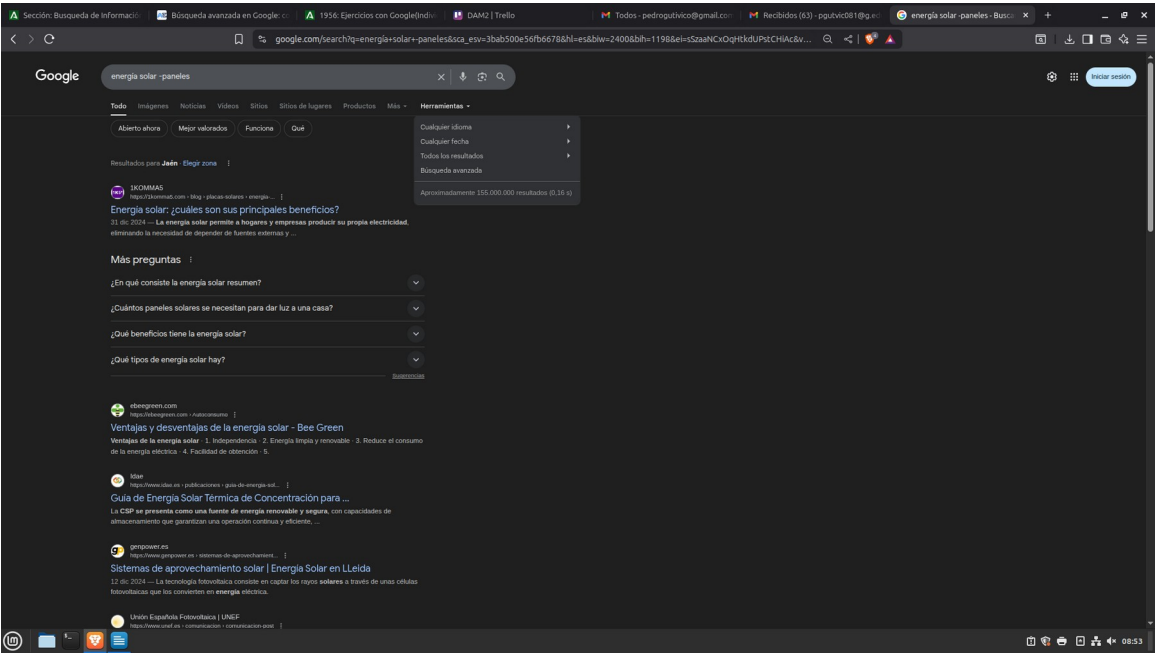 Sección: Búsqueda de Informació
Búsqueda avanzada en Google: co
1956: Ejercicios con Google(Indivi
DAM2 | Trello
Todos - pedrogutivico@gmail.com
Recibidos (63) - pgutvic081@g.ed
energía solar -paneles - Busca
google.com/search?q=energía+solar+-paneles&sca_esv=3bab500e56fb6678&hl=es&biw=2400&bih=1198&ei=sSzaaNCxOqHtkdUPstCHiAc&v...
Google
energía solar -paneles
Iniciar sesión
Todo Imágenes Noticias Vídeos Sitios Sitios de lugares Productos Más Herramientas
Abierto ahora Mejor valorados Funciona Qué
Cualquier idioma
Cualquier fecha
Todos los resultados
Búsqueda avanzada
Aproximadamente 155.000.000 resultados (0,16 s)
Resultados para Jaén · Elegir zona
1KOMMA5
https://1komma5.com › blog › placas-solares › energia-...
Energía solar: ¿cuáles son sus principales beneficios?
31 dic 2024 — La energía solar permite a hogares y empresas producir su propia electricidad,
eliminando la necesidad de depender de fuentes externas y ...
Más preguntas
¿En qué consiste la energía solar resumen?
¿Cuántos paneles solares se necesitan para dar luz a una casa?
¿Qué beneficios tiene la energía solar?
¿Qué tipos de energía solar hay?
Sugerencias
ebeegreen.com
https://ebeegreen.com › Autoconsumo
Ventajas y desventajas de la energía solar - Bee Green
Ventajas de la energía solar · 1. Independencia · 2. Energía limpia y renovable · 3. Reduce el consumo
de la energía eléctrica · 4. Facilidad de obtención · 5.
Idae
https://www.idae.es › publicaciones › guia-de-energia-sol...
Guía de Energía Solar Térmica de Concentración para ...
La CSP se presenta como una fuente de energía renovable y segura, con capacidades de
almacenamiento que garantizan una operación continua y eficiente, ...
genpower.es
https://www.genpower.es › sistemas-de-aprovechamient...
Sistemas de aprovechamiento solar | Energía Solar en LLeida
12 dic 2024 — La tecnología fotovoltaica consiste en captar los rayos solares a través de unas células
fotovoltaicas que los convierten en energía eléctrica.
Unión Española Fotovoltaica | UNEF
https://www.unef.es › comunicacion › comunicacion-post
08:53